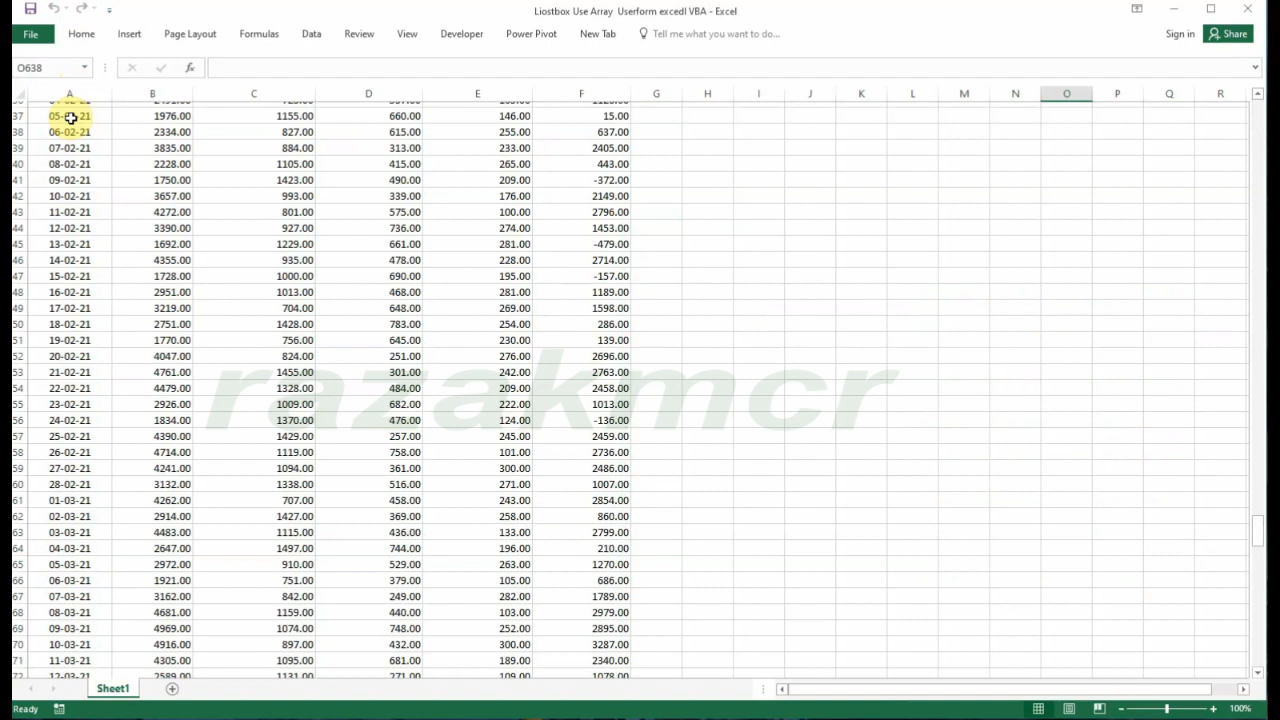 Liostbox Use Array Userform excedl VBA - Excel
File Home Insert Page Layout Formulas Data Review View Developer Power Pivot New Tab Tell me what you want to do... Sign in Share
O638 fx
A B C D E F G H I J K L M N O P Q R
37 05- -21 1976.00 1155.00 660.00 146.00 15.00
38 06-02-21 2334.00 827.00 615.00 255.00 637.00
39 07-02-21 3835.00 884.00 313.00 233.00 2405.00
40 08-02-21 2228.00 1105.00 415.00 265.00 443.00
41 09-02-21 1750.00 1423.00 490.00 209.00 -372.00
42 10-02-21 3657.00 993.00 339.00 176.00 2149.00
43 11-02-21 4272.00 801.00 575.00 100.00 2796.00
44 12-02-21 3390.00 927.00 736.00 274.00 1453.00
45 13-02-21 1692.00 1229.00 661.00 281.00 -479.00
46 14-02-21 4355.00 935.00 478.00 228.00 2714.00
47 15-02-21 1728.00 1000.00 690.00 195.00 -157.00
48 16-02-21 2951.00 1013.00 468.00 281.00 1189.00
49 17-02-21 3219.00 704.00 648.00 269.00 1598.00
50 18-02-21 2751.00 1428.00 783.00 254.00 286.00
51 19-02-21 1770.00 756.00 645.00 230.00 139.00
52 20-02-21 4047.00 824.00 251.00 276.00 2696.00
53 21-02-21 4761.00 1455.00 301.00 242.00 2763.00
54 22-02-21 4479.00 1328.00 484.00 209.00 2458.00
55 23-02-21 2926.00 1009.00 682.00 222.00 1013.00
56 24-02-21 1834.00 1370.00 476.00 124.00 -136.00
57 25-02-21 4390.00 1429.00 257.00 245.00 2459.00
58 26-02-21 4714.00 1119.00 758.00 101.00 2736.00
59 27-02-21 4241.00 1094.00 361.00 300.00 2486.00
60 28-02-21 3132.00 1338.00 516.00 271.00 1007.00
61 01-03-21 4262.00 707.00 458.00 243.00 2854.00
62 02-03-21 2914.00 1427.00 369.00 258.00 860.00
63 03-03-21 4483.00 1115.00 436.00 133.00 2799.00
64 04-03-21 2647.00 1497.00 744.00 196.00 210.00
65 05-03-21 2972.00 910.00 529.00 263.00 1270.00
66 06-03-21 1921.00 751.00 379.00 105.00 686.00
67 07-03-21 3162.00 842.00 249.00 282.00 1789.00
68 08-03-21 4681.00 1159.00 440.00 103.00 2979.00
69 09-03-21 4969.00 1074.00 748.00 252.00 2895.00
70 10-03-21 4916.00 897.00 432.00 300.00 3287.00
71 11-03-21 4305.00 1095.00 681.00 189.00 2340.00
72 12-03-21 2589.00 1131.00 271.00 109.00 1078.00
razakmcr
Sheet1
Ready 100%